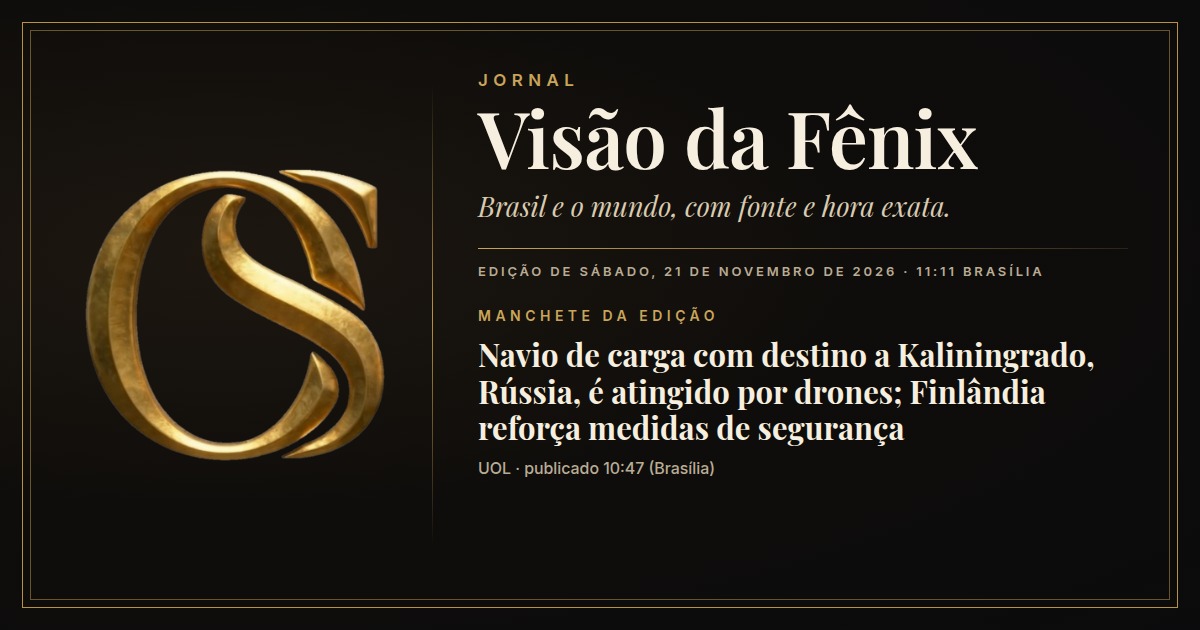 JORNAL
Visão da Fênix
Brasil e o mundo, com fonte e hora exata.
EDIÇÃO DE SÁBADO, 21 DE NOVEMBRO DE 2026 · 11:11 BRASÍLIA
MANCHETE DA EDIÇÃO
Navio de carga com destino a Kaliningrado,
Rússia, é atingido por drones; Finlândia
reforça medidas de segurança
UOL · publicado 10:47 (Brasília)